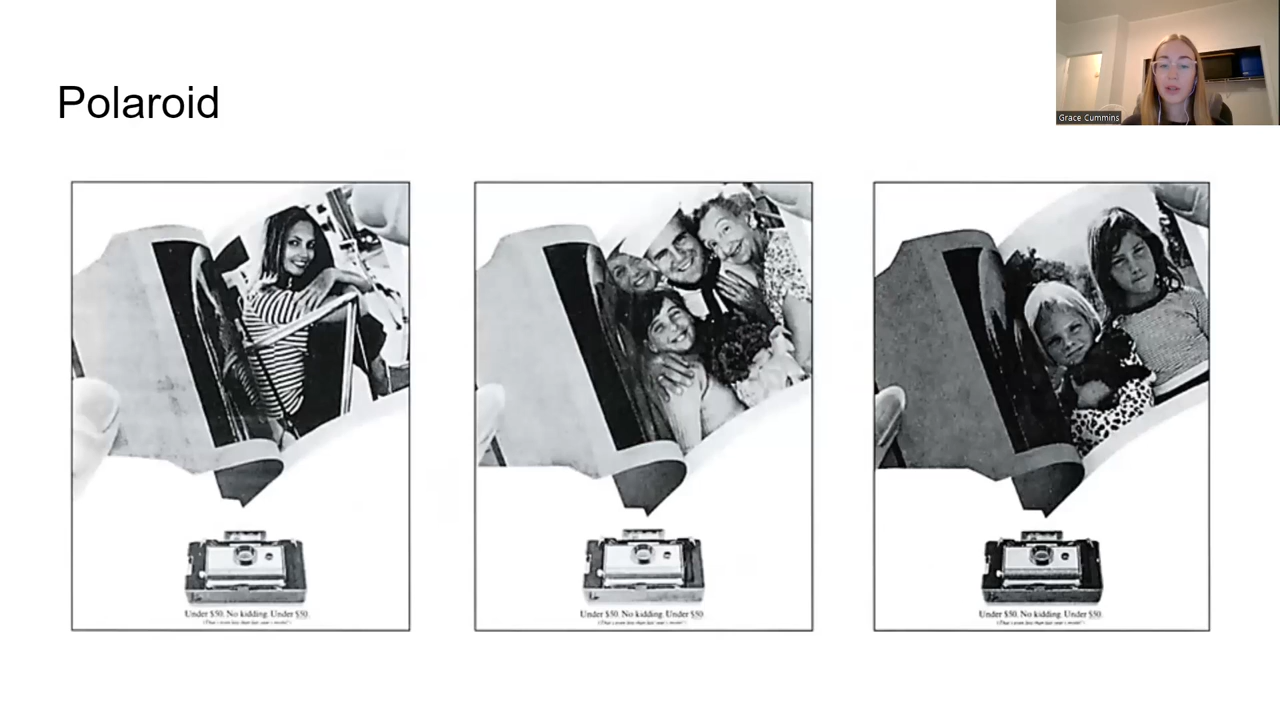 Polaroid
Grace Cummins
Under $50. No kidding. Under $50.
Under $50. No kidding. Under $50.
Under $50. No kidding. Under $50.